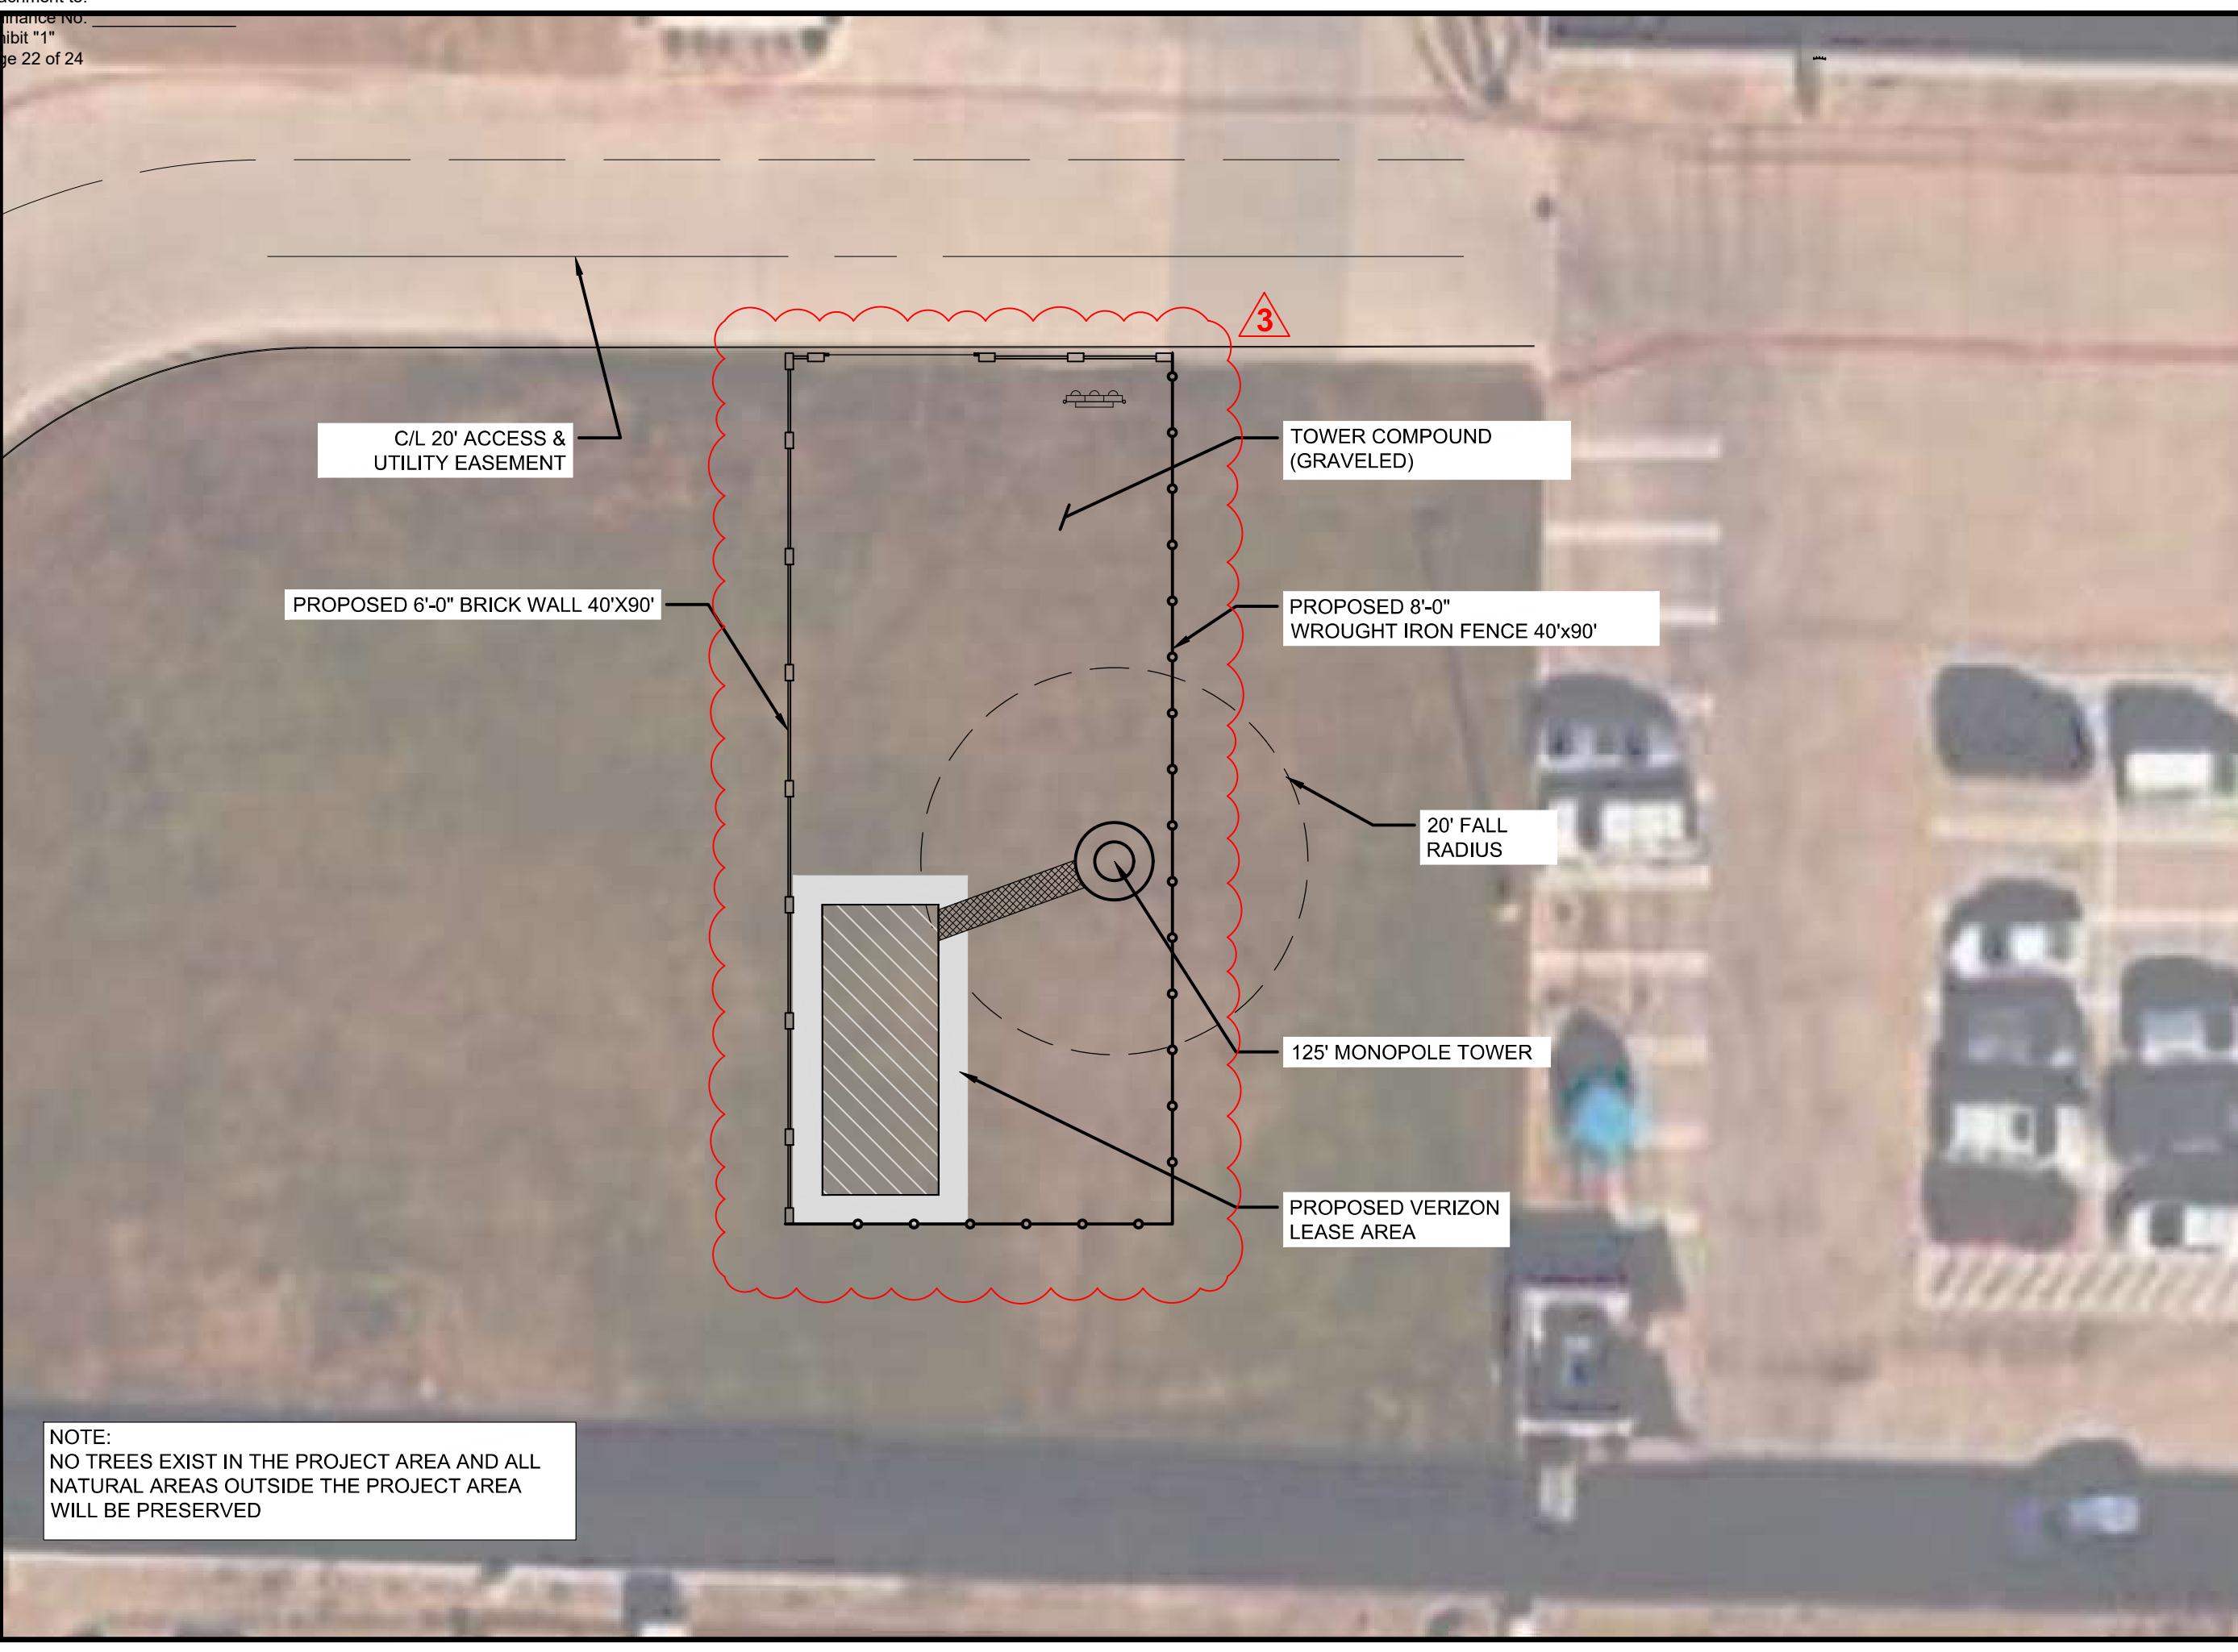 Exhibit "1"
Page 22 of 24
3
C/L 20' ACCESS &
UTILITY EASEMENT
TOWER COMPOUND
(GRAVELED)
PROPOSED 6'-0" BRICK WALL 40'X90'
PROPOSED 8'-0"
WROUGHT IRON FENCE 40'x90'
20' FALL
RADIUS
125' MONOPOLE TOWER
PROPOSED VERIZON
LEASE AREA
NOTE:
NO TREES EXIST IN THE PROJECT AREA AND ALL
NATURAL AREAS OUTSIDE THE PROJECT AREA
WILL BE PRESERVED